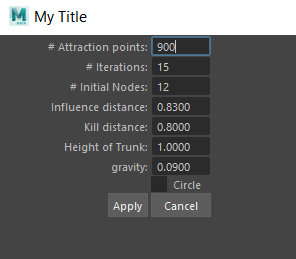 My Title
# Attraction points: 900
# Iterations: 15
# Initial Nodes: 12
Influence distance: 0.8300
Kill distance: 0.8000
Height of Trunk: 1.0000
gravity: 0.0900
Circle
Apply Cancel